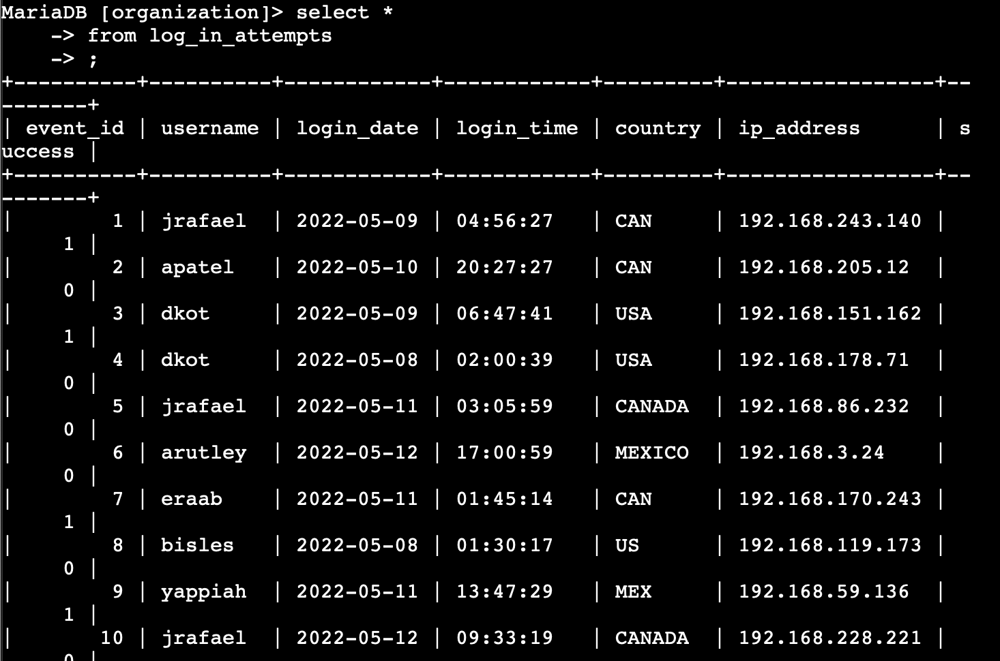 MariaDB [organization]> select *
    -> from log_in_attempts
    -> ;
+----------+----------+------------+------------+---------+-----------------+--
-------+
| event_id | username | login_date | login_time | country | ip_address      | s
uccess |
+----------+----------+------------+------------+---------+-----------------+--
-------+
|        1 | jrafael  | 2022-05-09 | 04:56:27   | CAN     | 192.168.243.140 |
     1 |
|        2 | apatel   | 2022-05-10 | 20:27:27   | CAN     | 192.168.205.12  |
     0 |
|        3 | dkot     | 2022-05-09 | 06:47:41   | USA     | 192.168.151.162 |
     1 |
|        4 | dkot     | 2022-05-08 | 02:00:39   | USA     | 192.168.178.71  |
     0 |
|        5 | jrafael  | 2022-05-11 | 03:05:59   | CANADA  | 192.168.86.232  |
     0 |
|        6 | arutley  | 2022-05-12 | 17:00:59   | MEXICO  | 192.168.3.24    |
     0 |
|        7 | eraab    | 2022-05-11 | 01:45:14   | CAN     | 192.168.170.243 |
     1 |
|        8 | bisles   | 2022-05-08 | 01:30:17   | US      | 192.168.119.173 |
     0 |
|        9 | yappiah  | 2022-05-11 | 13:47:29   | MEX     | 192.168.59.136  |
     1 |
|       10 | jrafael  | 2022-05-12 | 09:33:19   | CANADA  | 192.168.228.221 |
     0 |